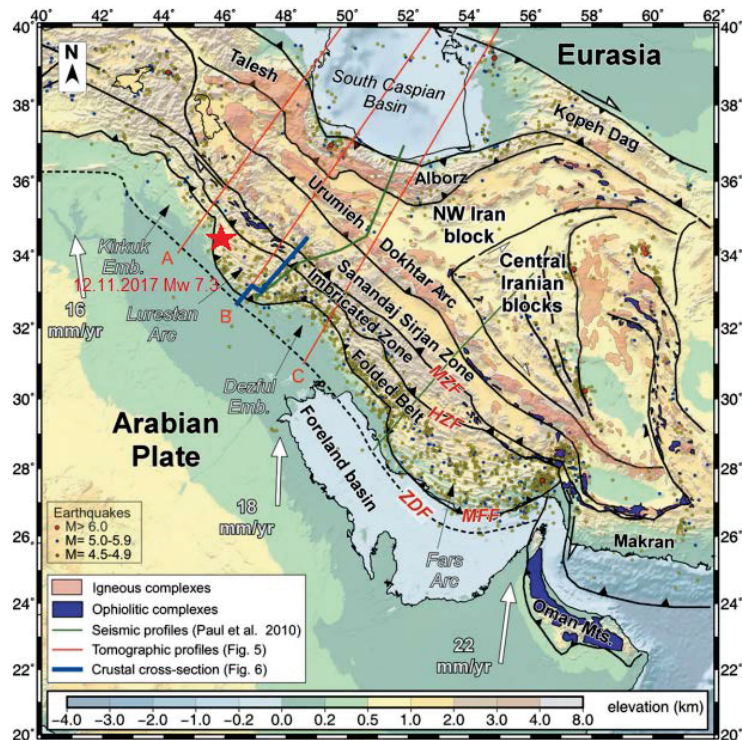 40 42 44 46 48 50 52 54 56 58 60 62
40 40
N
Talesh
South Caspian
Basin
Eurasia
38
Kopeh Dag
36
Alborz
Urumieh
Dokhtar Arc
NW Iran
block
34
Kirkuk
Emb.
A
12.11.2017 Mw 7.3
Central
Iranian
blocks
Sanandaj Sirjan Zone
Imbricated Zone
16
mm/yr
Lurestan
Arc
B
32
MZF
Dezful
Emb.
C
Folded Belt
HZF
30
Arabian
Plate
Foreland basin
28
18
mm/yr
ZDF
MFF
Earthquakes
M> 6.0
M= 5.0-5.9
M= 4.5-4.9
Makran
26
Fars
Arc
Igneous complexes
Ophiolitic complexes
Seismic profiles (Paul et al. 2010)
Tomographic profiles (Fig. 5)
Crustal cross-section (Fig. 6)
24
Oman Mts.
22
mm/yr
22
−4.0 −3.0 −2.0 −1.0 −0.2 0.0 0.2 0.5 1.0 2.0 3.0 4.0 8.0
elevation (km)
20 20